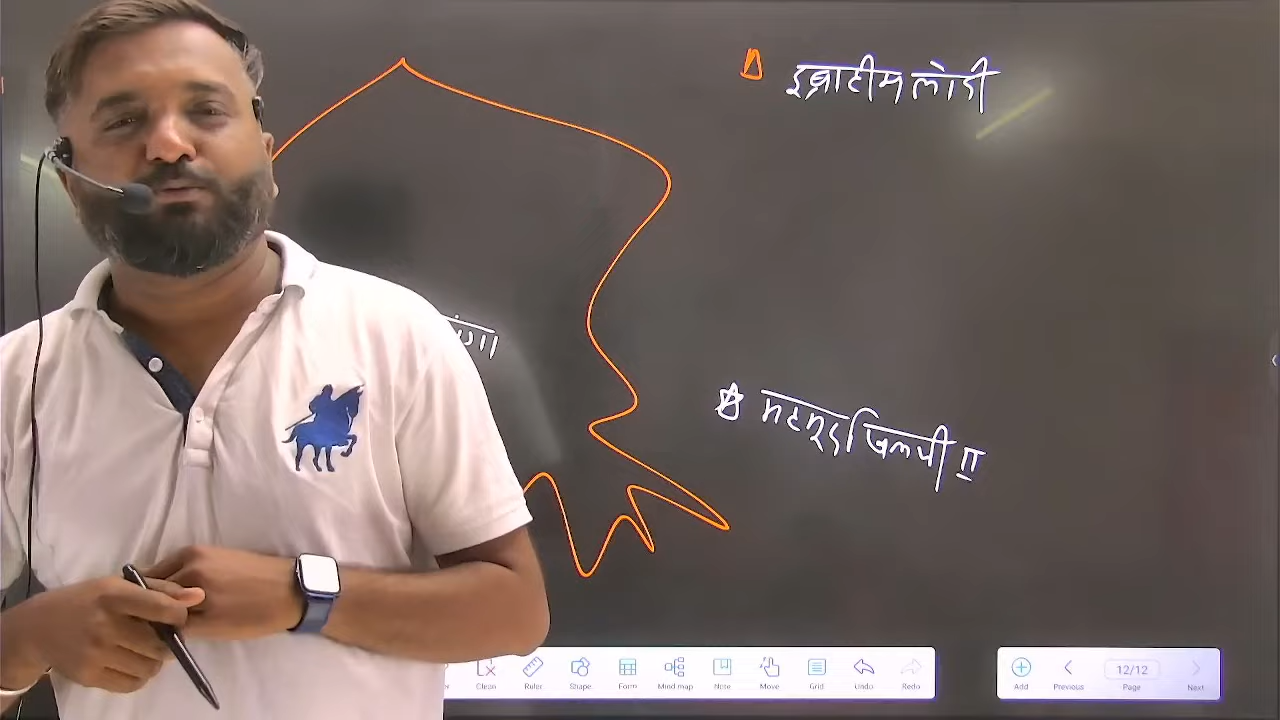 इब्राहीम लोदी
महमूद खिलजी II
Clean
Ruler
Shape
Form
Mind map
Note
Move
Grid
Undo
Redo
Add
Previous
12/12
Page
Next